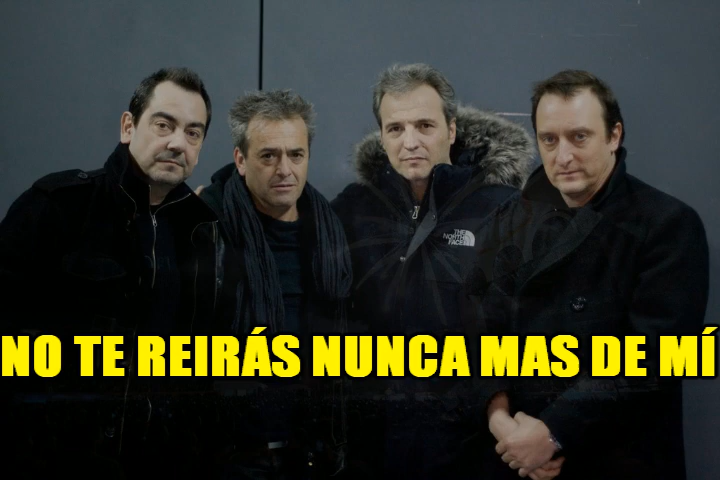 THE
NORTH
FACE
NO TE REIRÁS NUNCA MAS DE MÍ